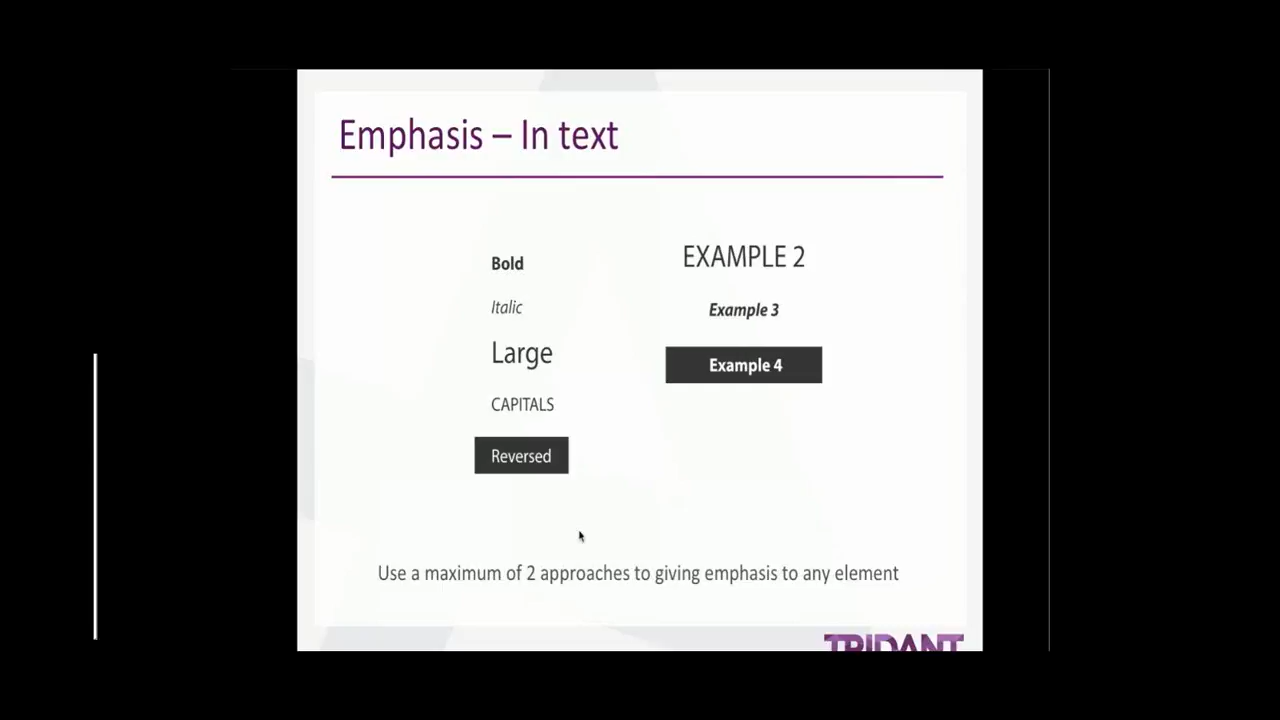 Emphasis – In text
Bold
Italic
Large
CAPITALS
Reversed
EXAMPLE 2
Example 3
Example 4
Use a maximum of 2 approaches to giving emphasis to any element
TRIDANT